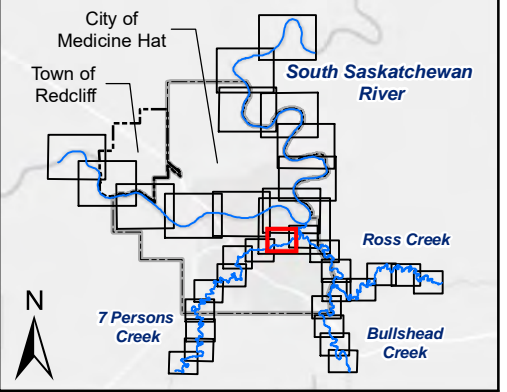 City of
Medicine Hat
Town of
Redcliff
South Saskatchewan
River
Ross Creek
N
7 Persons
Creek
Bullshead
Creek